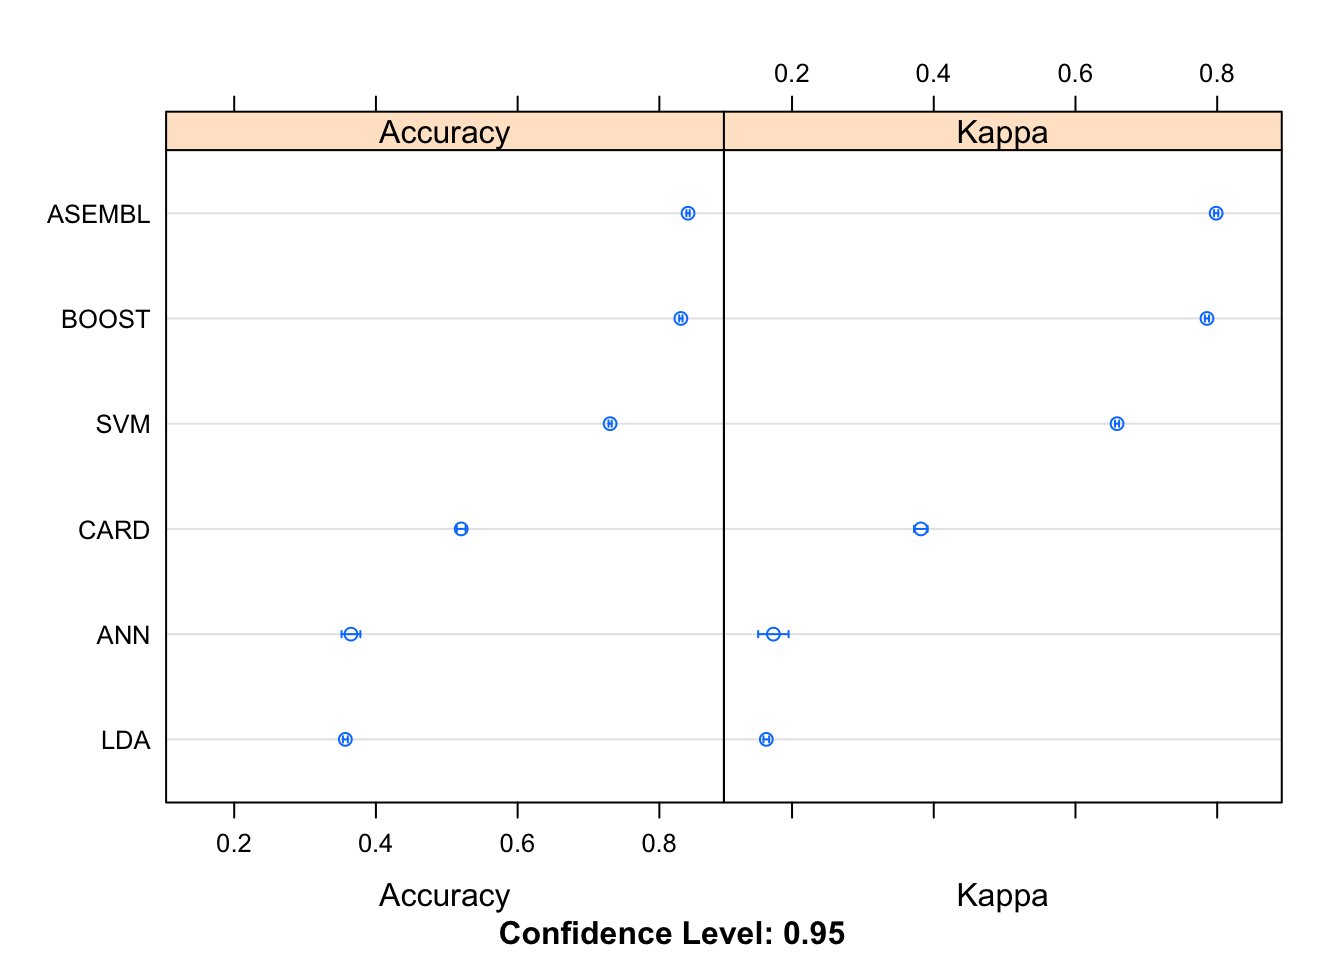 0.2 0.4 0.6 0.8
Accuracy Kappa
ASEMBL
BOOST
SVM
CARD
ANN
LDA
0.2 0.4 0.6 0.8
Accuracy Kappa
Confidence Level: 0.95